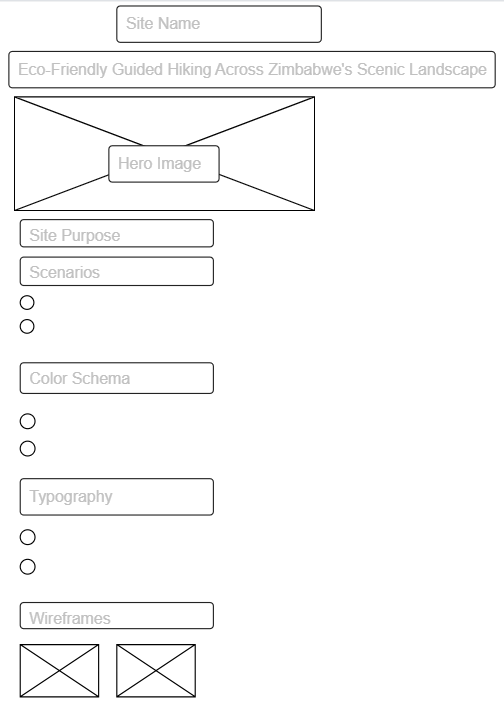 Site Name
Eco-Friendly Guided Hiking Across Zimbabwe's Scenic Landscape
Hero Image
Site Purpose
Scenarios
Color Schema
Typography
Wireframes